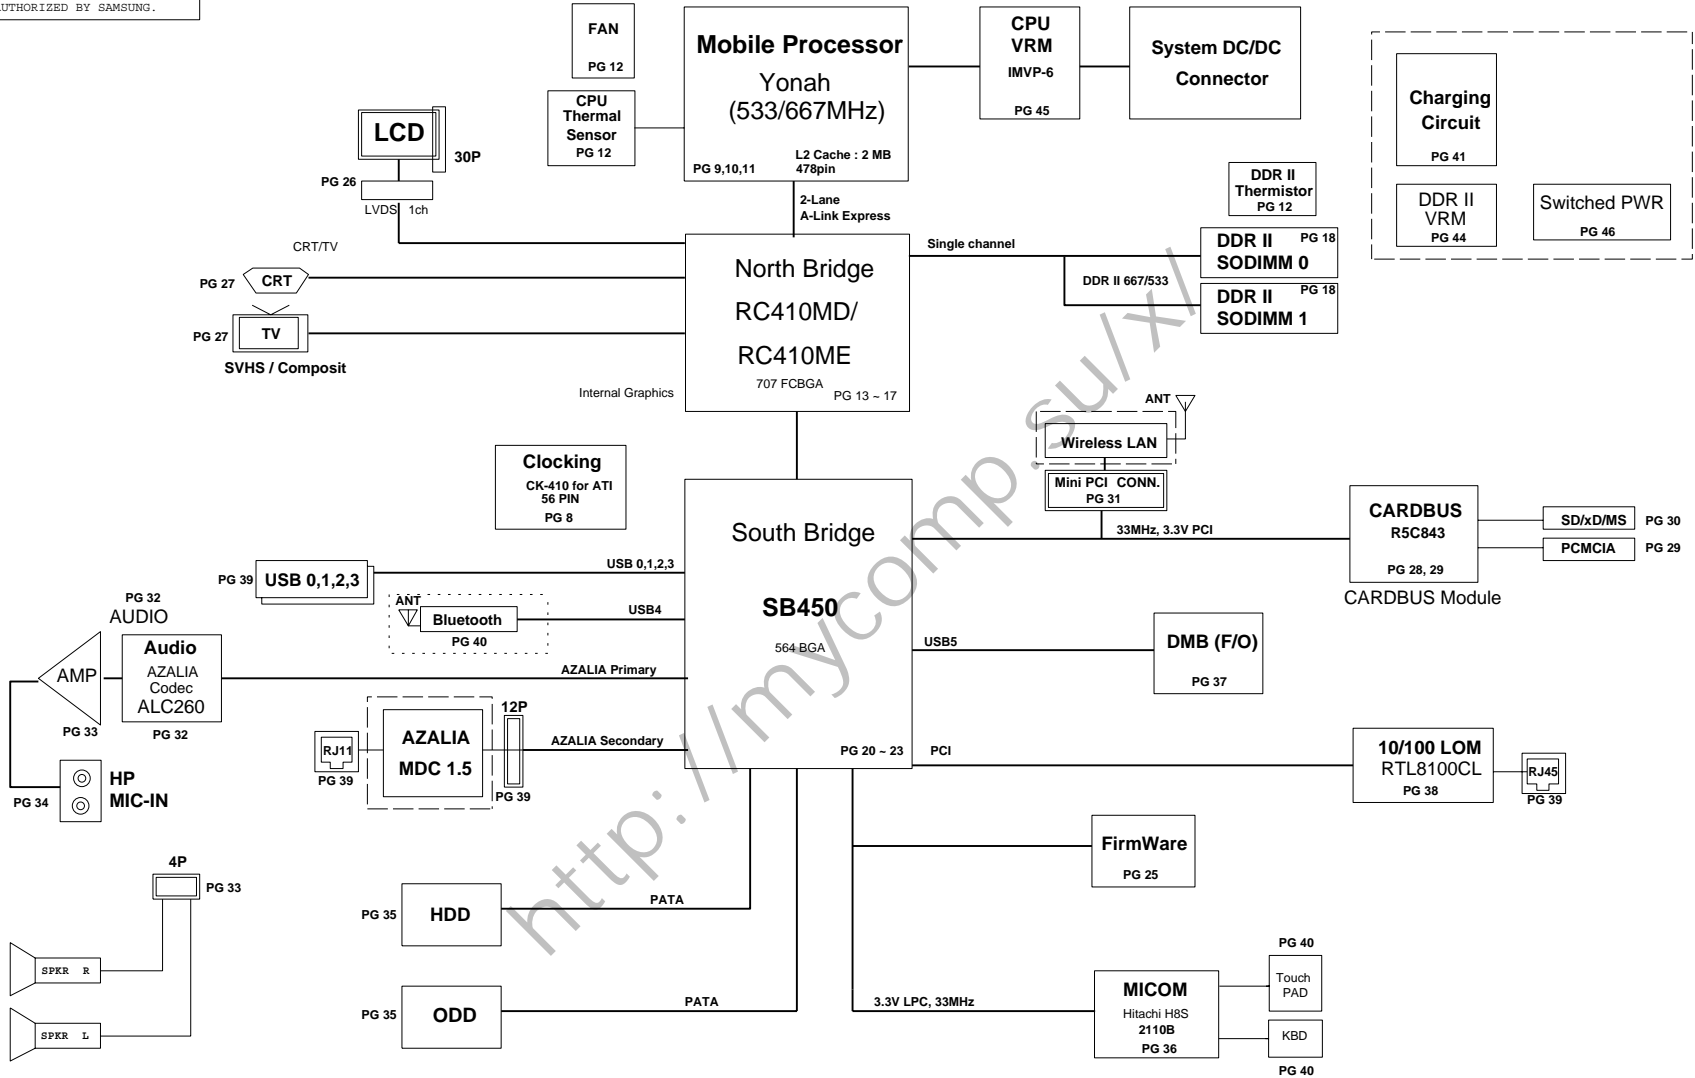 AUTHORIZED BY SAMSUNG.
FAN
PG 12
Mobile Processor
Yonah
(533/667MHz)
L2 Cache : 2 MB
478pin
PG 9,10,11
CPU
VRM
IMVP-6
PG 45
System DC/DC
Connector
Charging
Circuit
PG 41
DDR II
VRM
PG 44
Switched PWR
PG 46
CPU
Thermal
Sensor
PG 12
LCD
30P
PG 26
LVDS 1ch
2-Lane
A-Link Express
DDR II
Thermistor
PG 12
CRT/TV
PG 27
CRT
PG 27
TV
SVHS / Composit
North Bridge
RC410MD/
RC410ME
707 FCBGA
PG 13 ~ 17
Internal Graphics
Single channel
DDR II 667/533
DDR II
PG 18
SODIMM 0
DDR II
PG 18
SODIMM 1
ANT
Wireless LAN
Mini PCI CONN.
PG 31
Clocking
CK-410 for ATI
56 PIN
PG 8
South Bridge
SB450
564 BGA
PG 20 ~ 23
33MHz, 3.3V PCI
CARDBUS
R5C843
PG 28, 29
CARDBUS Module
SD/xD/MS
PG 30
PCMCIA
PG 29
PG 39
USB 0,1,2,3
USB 0,1,2,3
ANT
Bluetooth
PG 40
USB4
USB5
DMB (F/O)
PG 37
PG 32
AUDIO
Audio
AZALIA
Codec
ALC260
PG 32
AMP
PG 33
AZALIA Primary
RJ11
PG 39
AZALIA
MDC 1.5
12P
PG 39
AZALIA Secondary
PCI
10/100 LOM
RTL8100CL
PG 38
RJ45
PG 39
PG 34
HP
MIC-IN
4P
PG 33
SPKR R
SPKR L
FirmWare
PG 25
PG 35
HDD
PATA
PG 35
ODD
PATA
3.3V LPC, 33MHz
MICOM
Hitachi H8S
2110B
PG 36
PG 40
Touch
PAD
KBD
PG 40
http://mycomp.su/x/